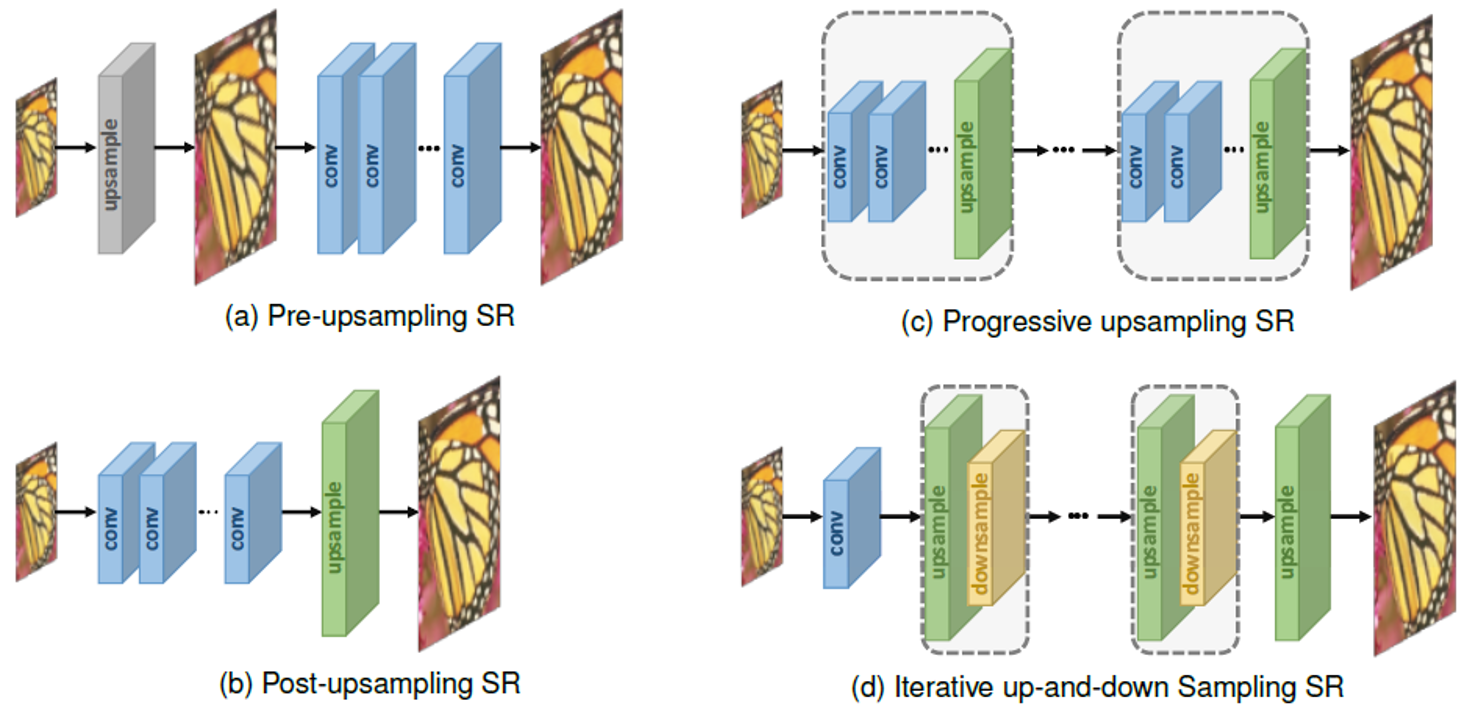 upsample
conv
conv
...
conv
(a) Pre-upsampling SR
conv
conv
...
conv
upsample
(b) Post-upsampling SR
conv
conv
...
upsample
...
conv
conv
...
upsample
(c) Progressive upsampling SR
conv
upsample
downsample
...
upsample
downsample
upsample
(d) Iterative up-and-down Sampling SR